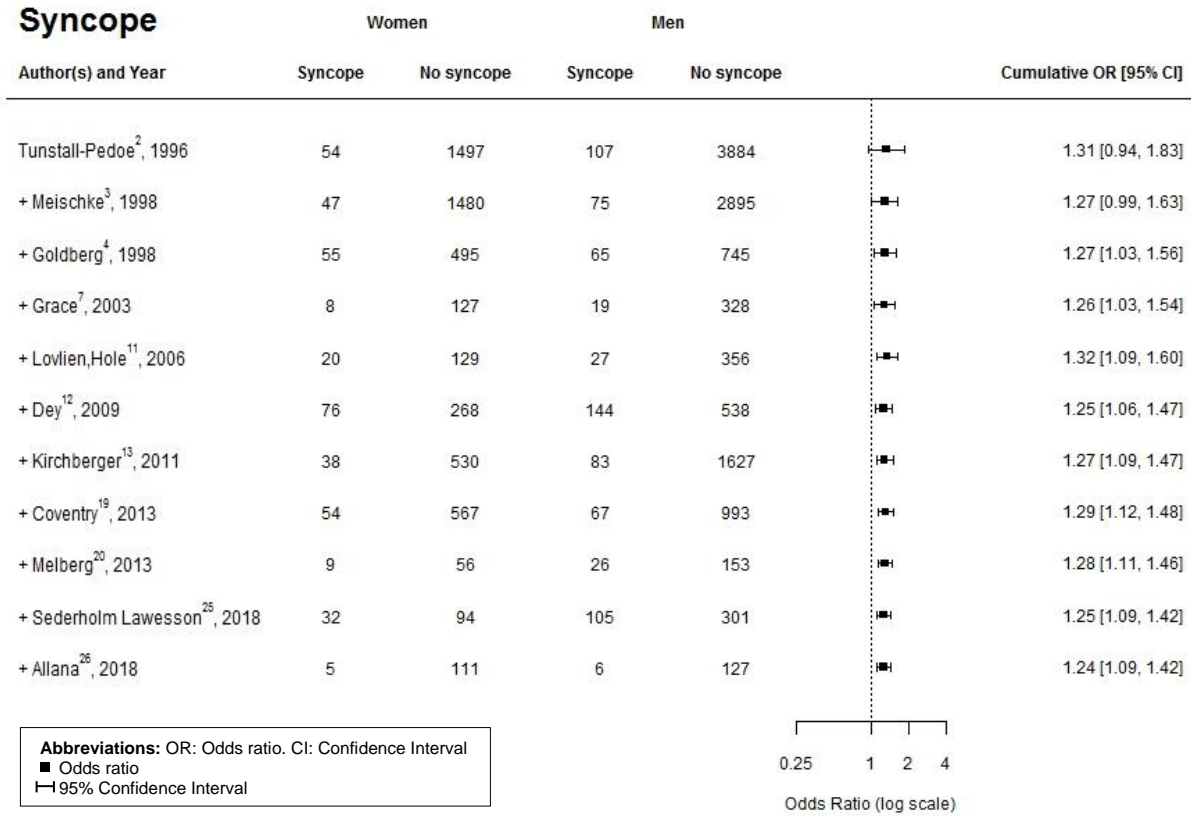 Syncope
Women Men
Author(s) and Year Syncope No syncope Syncope No syncope Cumulative OR [95% CI]
Tunstall-Pedoe2, 1996 54 1497 107 3884 1.31 [0.94, 1.83]
+ Meischke3, 1998 47 1480 75 2895 1.27 [0.99, 1.63]
+ Goldberg4, 1998 55 495 65 745 1.27 [1.03, 1.56]
+ Grace7, 2003 8 127 19 328 1.26 [1.03, 1.54]
+ Lovlien,Hole11, 2006 20 129 27 356 1.32 [1.09, 1.60]
+ Dey12, 2009 76 268 144 538 1.25 [1.06, 1.47]
+ Kirchberger13, 2011 38 530 83 1627 1.27 [1.09, 1.47]
+ Coventry19, 2013 54 567 67 993 1.29 [1.12, 1.48]
+ Melberg20, 2013 9 56 26 153 1.28 [1.11, 1.46]
+ Sederholm Lawesson25, 2018 32 94 105 301 1.25 [1.09, 1.42]
+ Allana26, 2018 5 111 6 127 1.24 [1.09, 1.42]
Abbreviations: OR: Odds ratio. CI: Confidence Interval
Odds ratio
95% Confidence Interval
0.25 1 2 4
Odds Ratio (log scale)